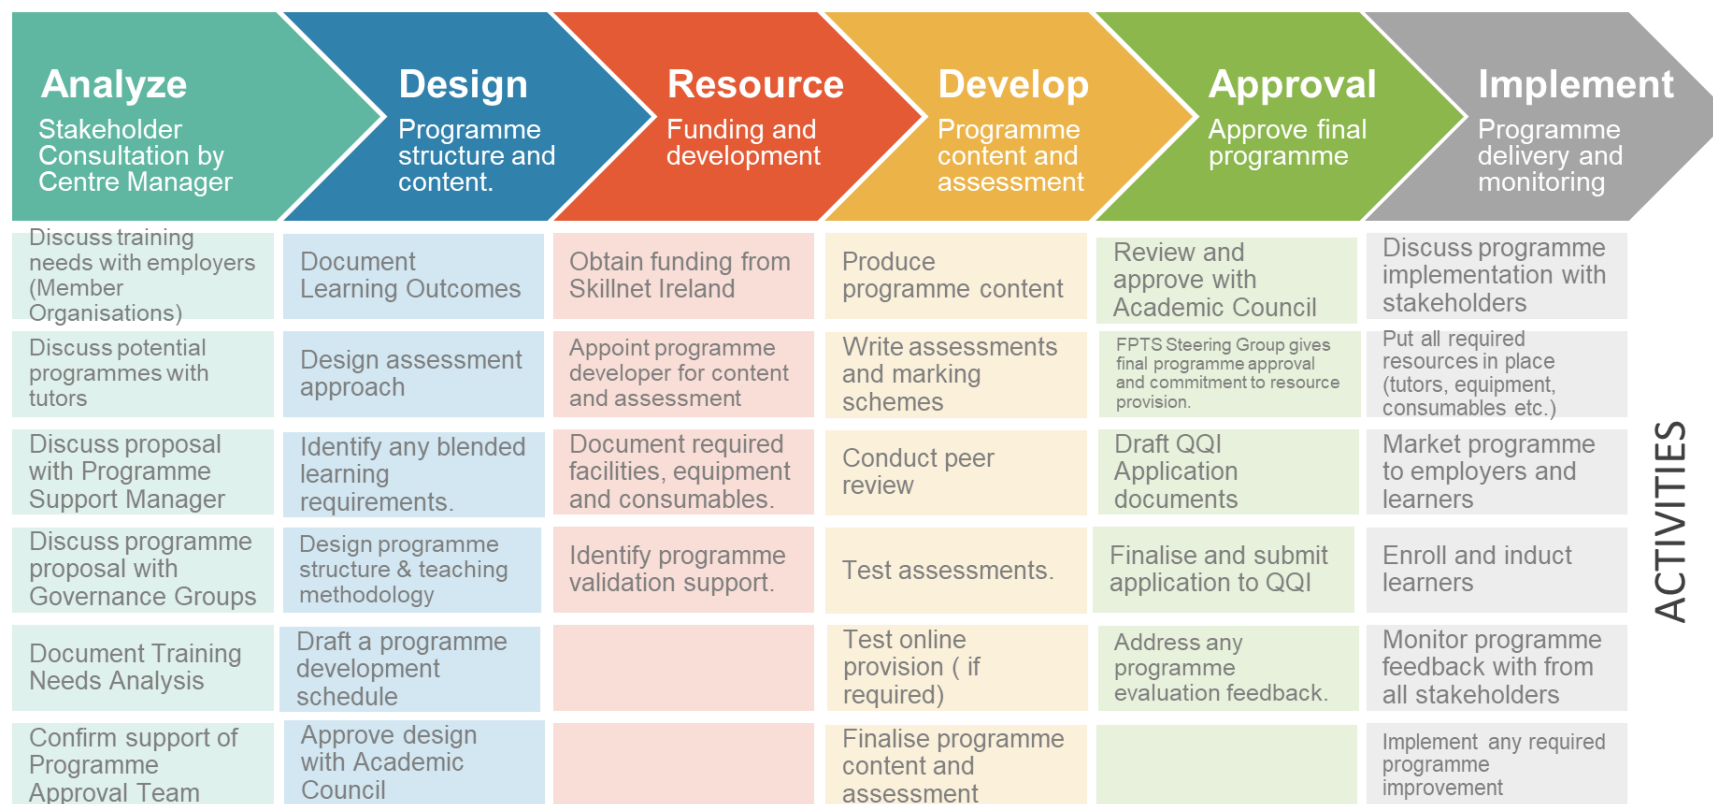 Analyze
Stakeholder
Consultation by
Centre Manager
Design
Programme
structure and
content.
Resource
Funding and
development
Develop
Programme
content and
assessment
Approval
Approve final
programme
Implement
Programme
delivery and
monitoring
Discuss training
needs with employers
(Member
Organisations)
Document
Learning Outcomes
Obtain funding from
Skillnet Ireland
Produce
programme content
Review and
approve with
Academic Council
Discuss programme
implementation with
stakeholders
Discuss potential
programmes with
tutors
Design assessment
approach
Appoint programme
developer for content
and assessment
Write assessments
and marking
schemes
FPTS Steering Group gives
final programme approval
and commitment to resource
provision.
Put all required
resources in place
(tutors, equipment,
consumables etc.)
Discuss proposal
with Programme
Support Manager
Identify any blended
learning
requirements.
Document required
facilities, equipment
and consumables.
Conduct peer
review
Draft QQI
Application
documents
Market programme
to employers and
learners
Discuss programme
proposal with
Governance Groups
Design programme
structure & teaching
methodology
Identify programme
validation support.
Test assessments.
Finalise and submit
application to QQI
Enroll and induct
learners
Document Training
Needs Analysis
Draft a programme
development
schedule
Test online
provision ( if
required)
Address any
programme
evaluation feedback.
Monitor programme
feedback with from
all stakeholders
Confirm support of
Programme
Approval Team
Approve design
with Academic
Council
Finalise programme
content and
assessment
Implement any required
programme
improvement
ACTIVITIES